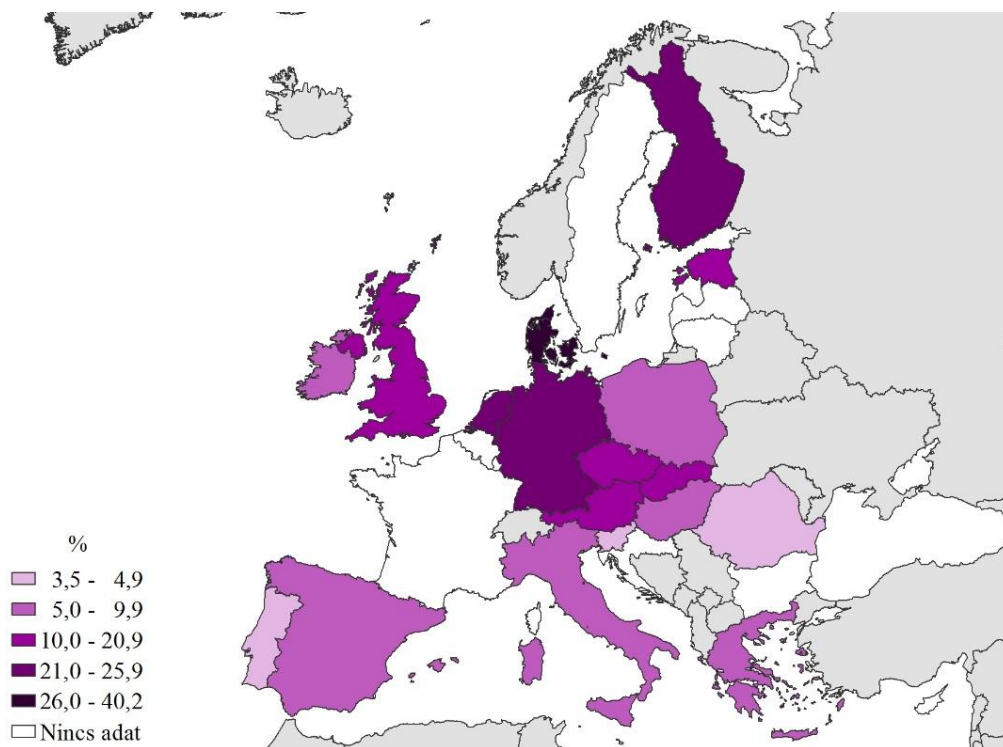 %
3,5 - 4,9
5,0 - 9,9
10,0 - 20,9
21,0 - 25,9
26,0 - 40,2
Nincs adat